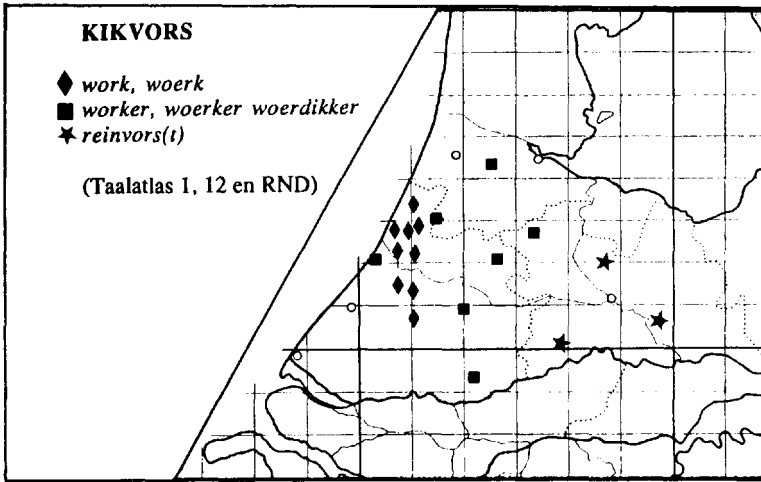 KIKVORS
work, woerk
worker, woerker woerdikker
reinvors(t)
(Taalatlas 1, 12 en RND)